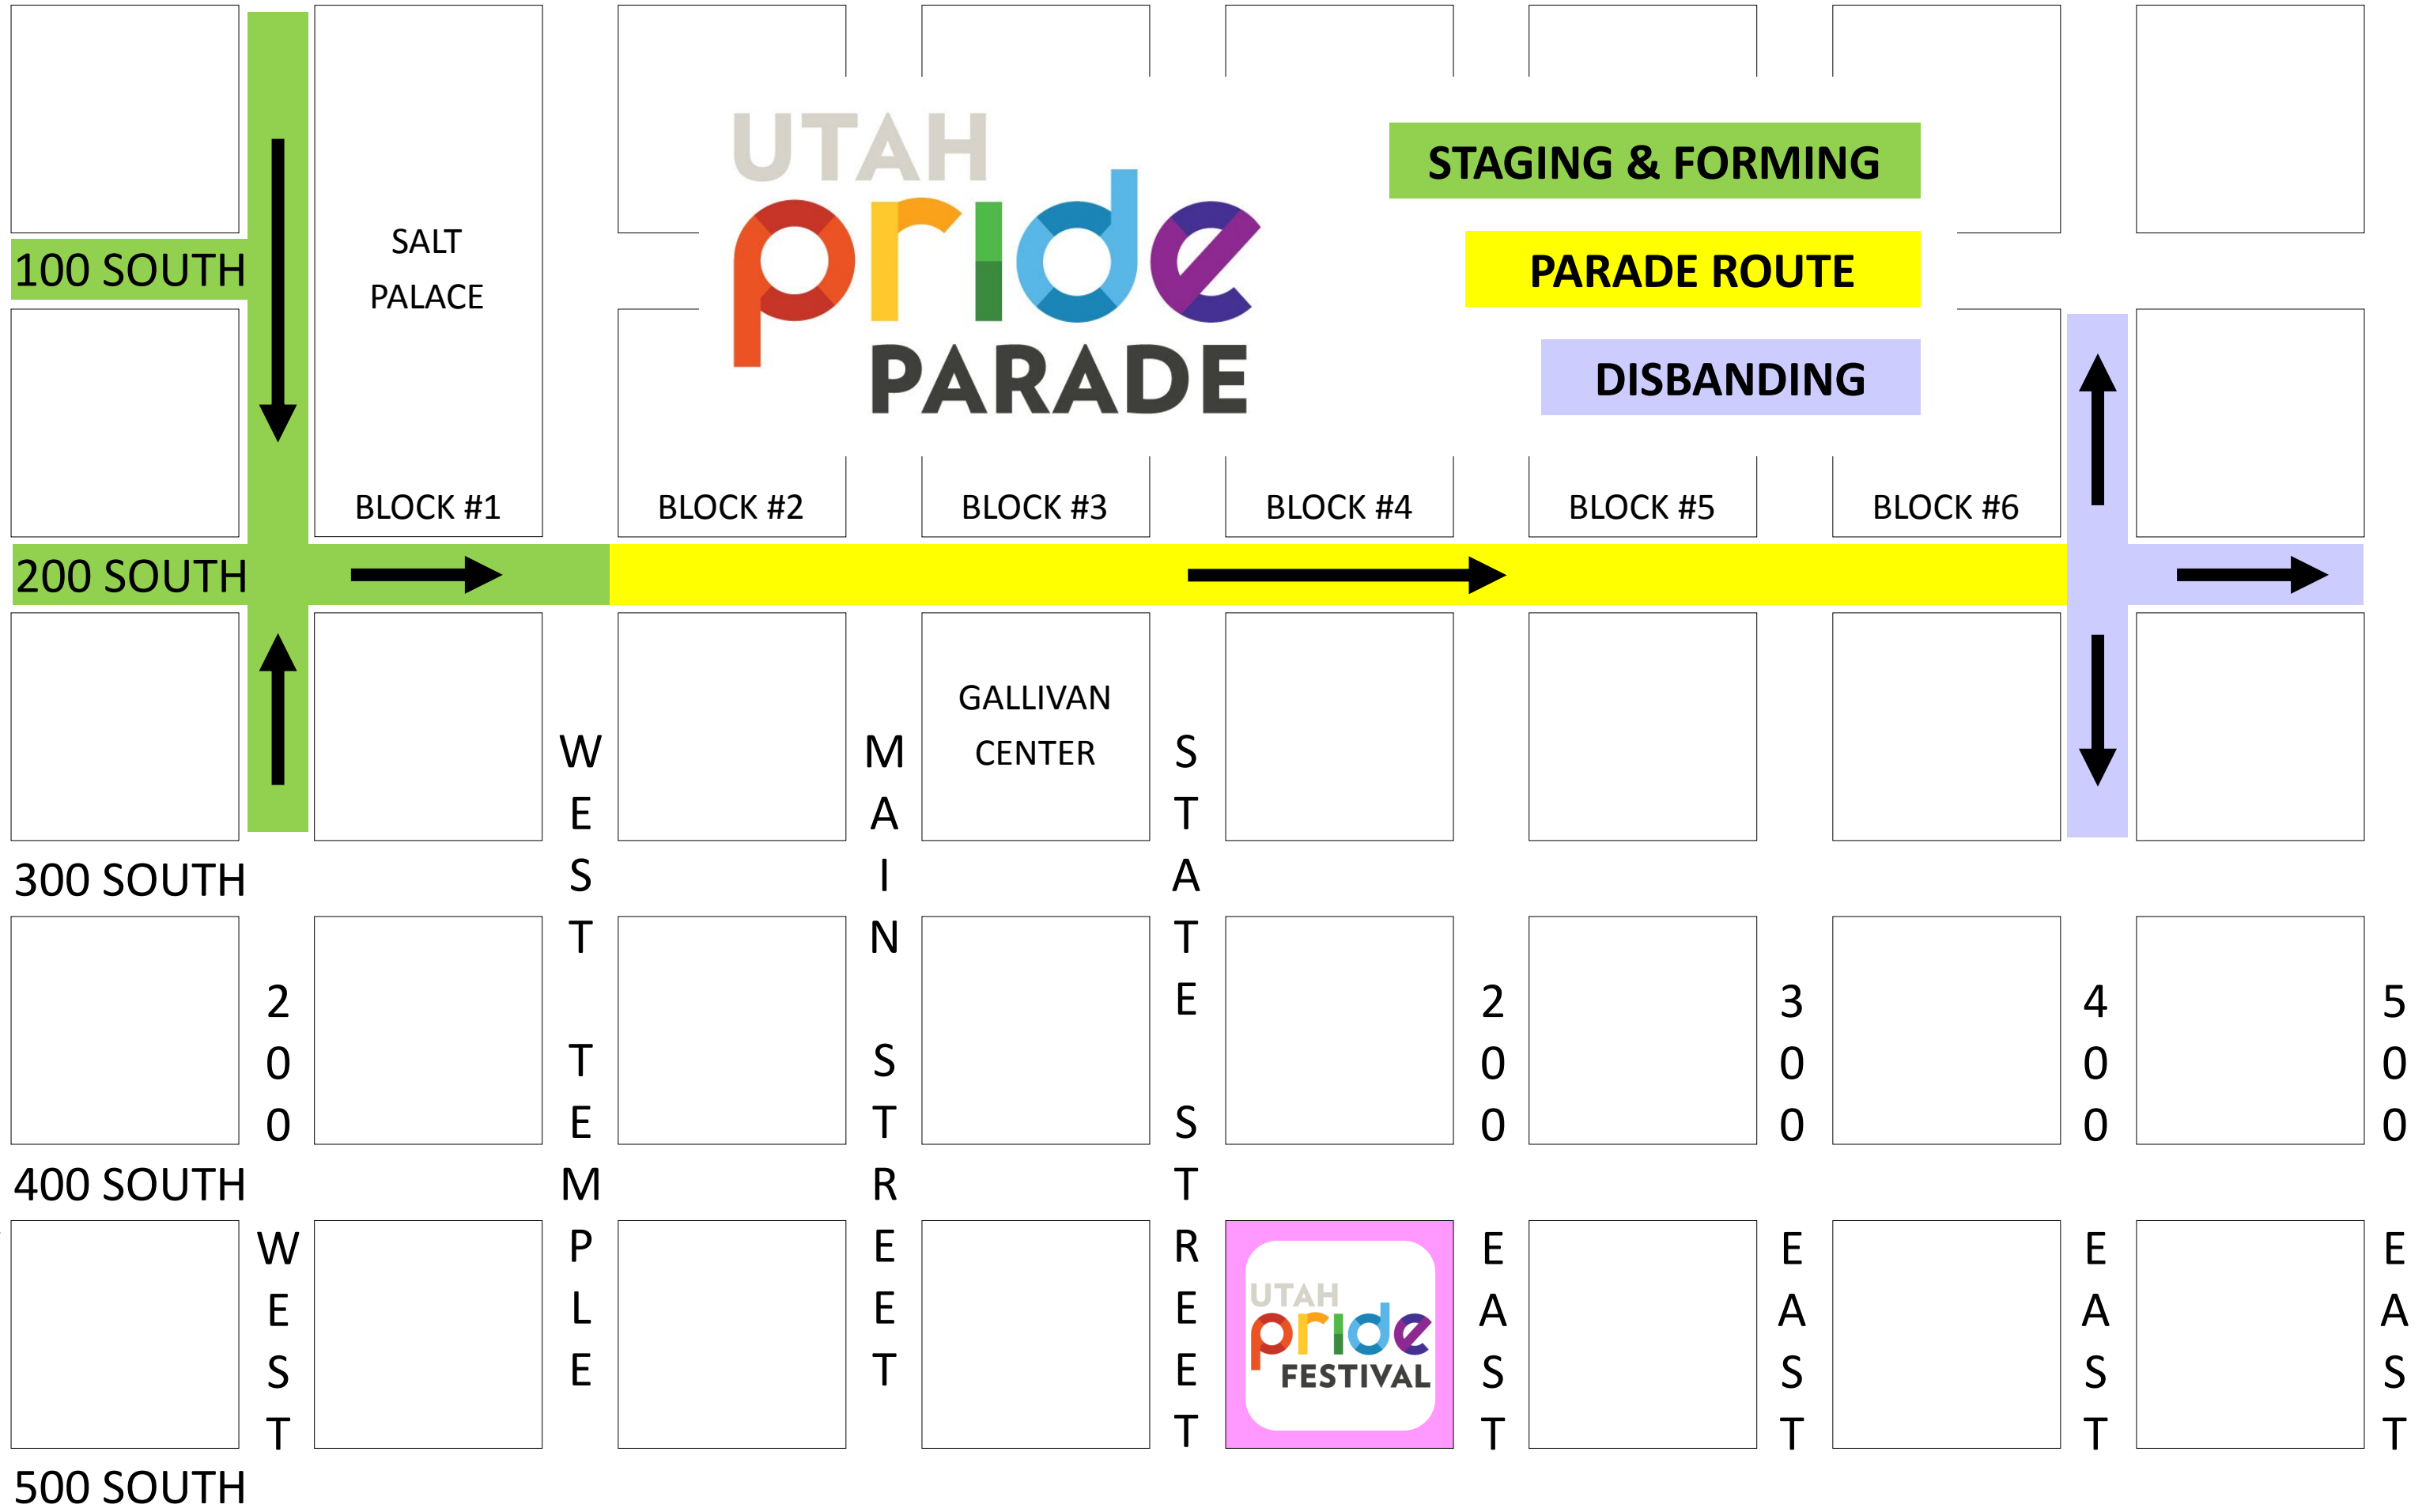 UTAH
pride
PARADE
STAGING & FORMING
PARADE ROUTE
DISBANDING
100 SOUTH
SALT
PALACE
BLOCK #1
BLOCK #2
BLOCK #3
BLOCK #4
BLOCK #5
BLOCK #6
200 SOUTH
GALLIVAN
CENTER
300 SOUTH
400 SOUTH
500 SOUTH
200 WEST
WEST TEMPLE
MAIN STREET
STATE STREET
200 EAST
300 EAST
400 EAST
500 EAST
UTAH
pride
FESTIVAL